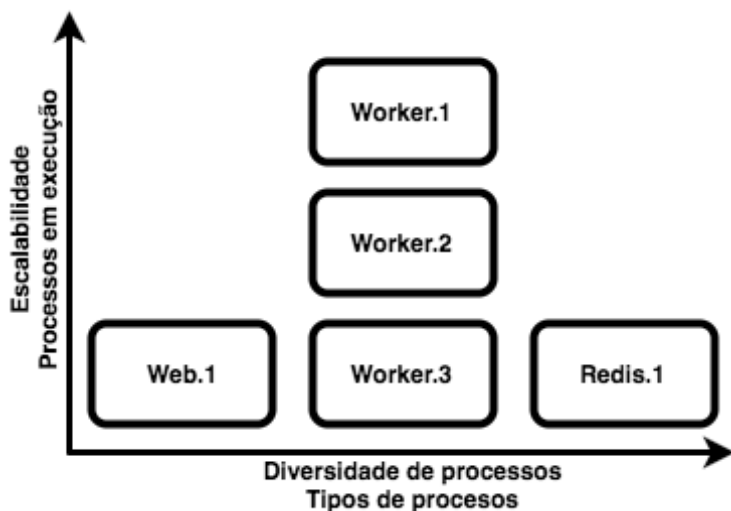 Escalabilidade
Processos em execução
Worker.1
Worker.2
Web.1
Worker.3
Redis.1
Diversidade de processos
Tipos de procesos